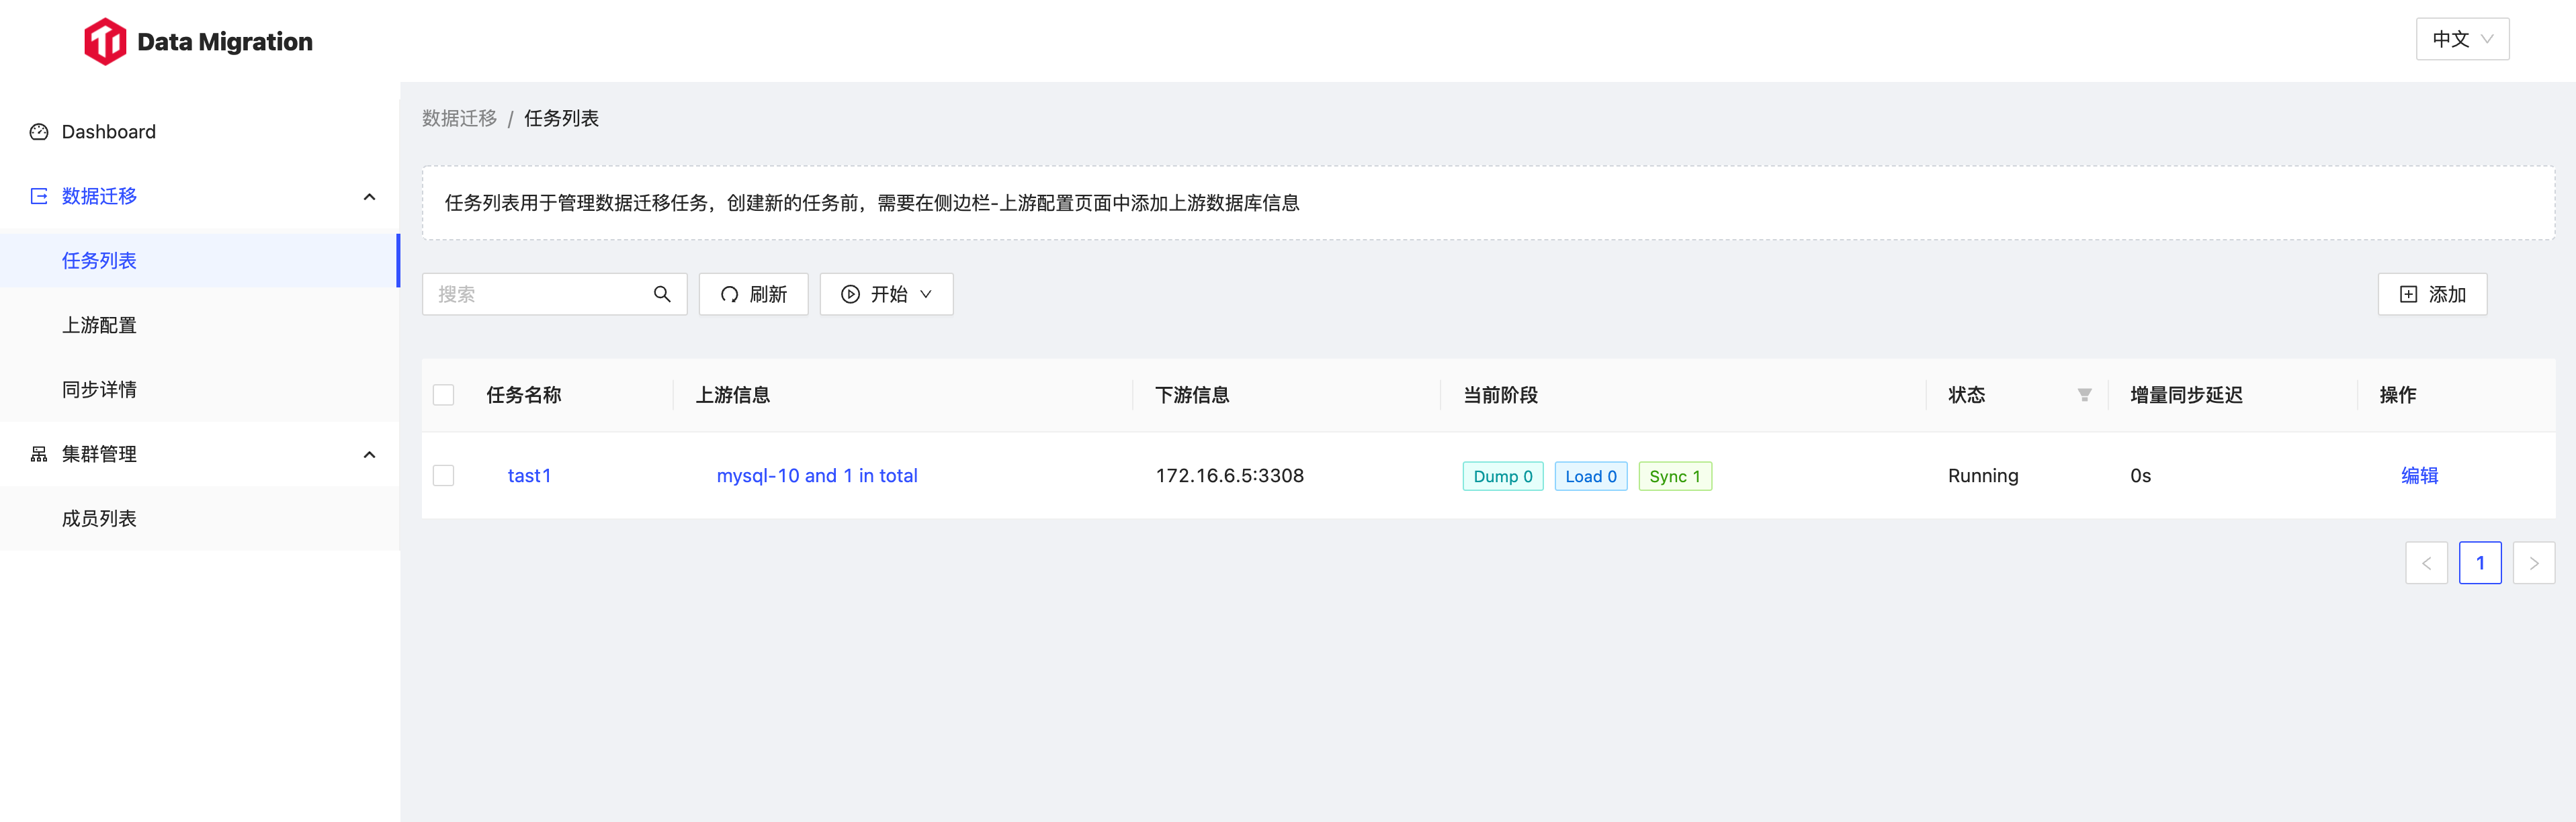 Data Migration
中文
Dashboard
数据迁移
任务列表
上游配置
同步详情
集群管理
成员列表
数据迁移 / 任务列表
任务列表用于管理数据迁移任务，创建新的任务前，需要在侧边栏-上游配置页面中添加上游数据库信息
搜索 刷新 开始 添加
任务名称 上游信息 下游信息 当前阶段 状态 增量同步延迟 操作
tast1 mysql-10 and 1 in total 172.16.6.5:3308 Dump 0 Load 0 Sync 1 Running 0s 编辑
1